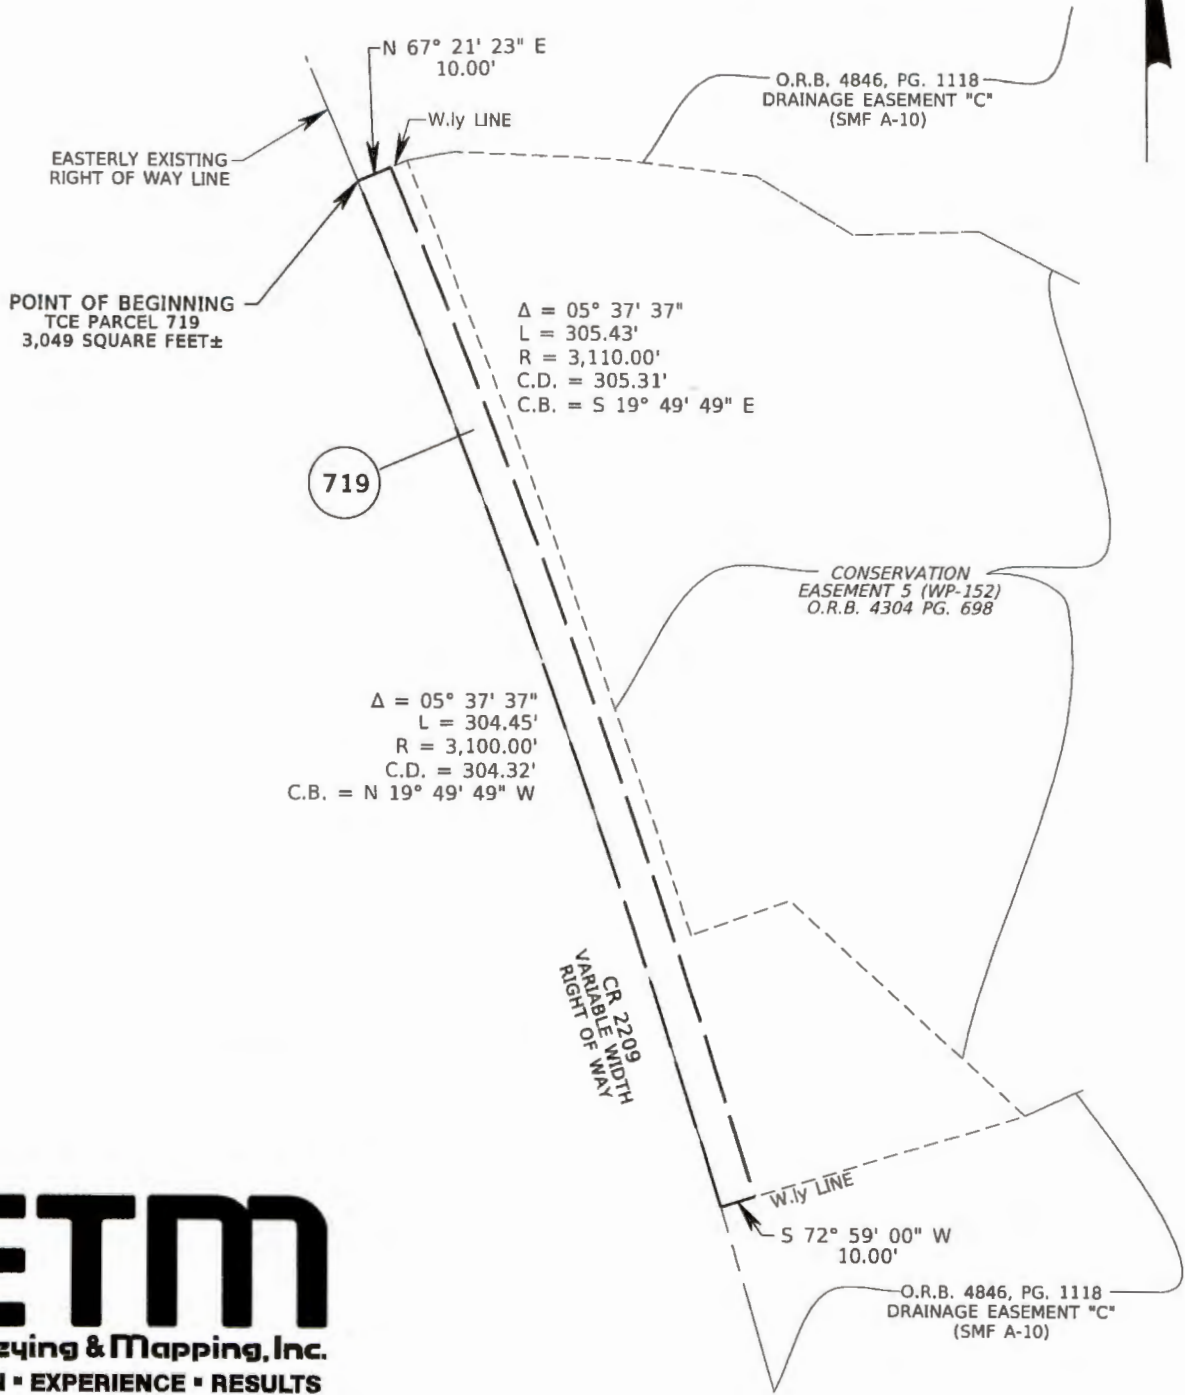 N 67° 21' 23" E
10.00'
O.R.B. 4846, PG. 1118
DRAINAGE EASEMENT "C"
(SMF A-10)
W.ly LINE
EASTERLY EXISTING
RIGHT OF WAY LINE
POINT OF BEGINNING
TCE PARCEL 719
3,049 SQUARE FEET±
Δ = 05° 37' 37"
L = 305.43'
R = 3,110.00'
C.D. = 305.31'
C.B. = S 19° 49' 49" E
719
CONSERVATION
EASEMENT 5 (WP-152)
O.R.B. 4304 PG. 698
Δ = 05° 37' 37"
L = 304.45'
R = 3,100.00'
C.D. = 304.32'
C.B. = N 19° 49' 49" W
CR 2209
VARIABLE WIDTH
RIGHT OF WAY
W.ly LINE
S 72° 59' 00" W
10.00'
O.R.B. 4846, PG. 1118
DRAINAGE EASEMENT "C"
(SMF A-10)
ETM
eying & Mapping, Inc.
N ▪ EXPERIENCE ▪ RESULTS